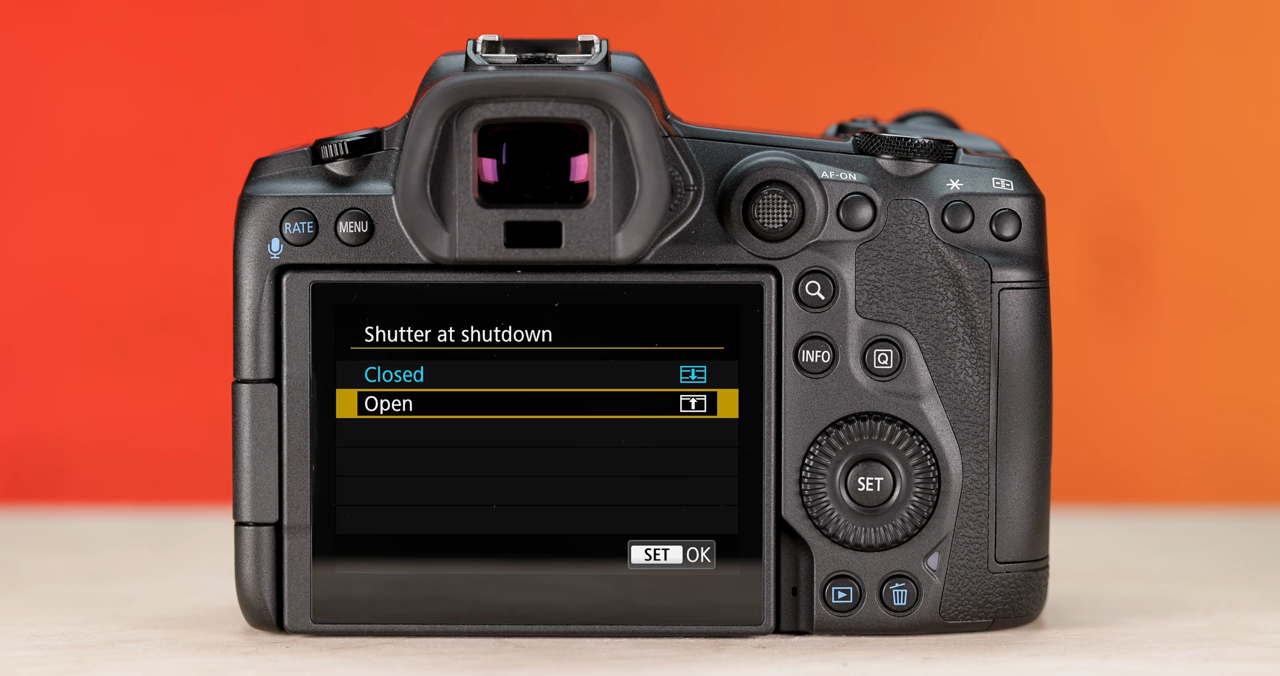 AF-ON
RATE
MENU
Shutter at shutdown
Closed
Open
SET OK
INFO
Q
SET